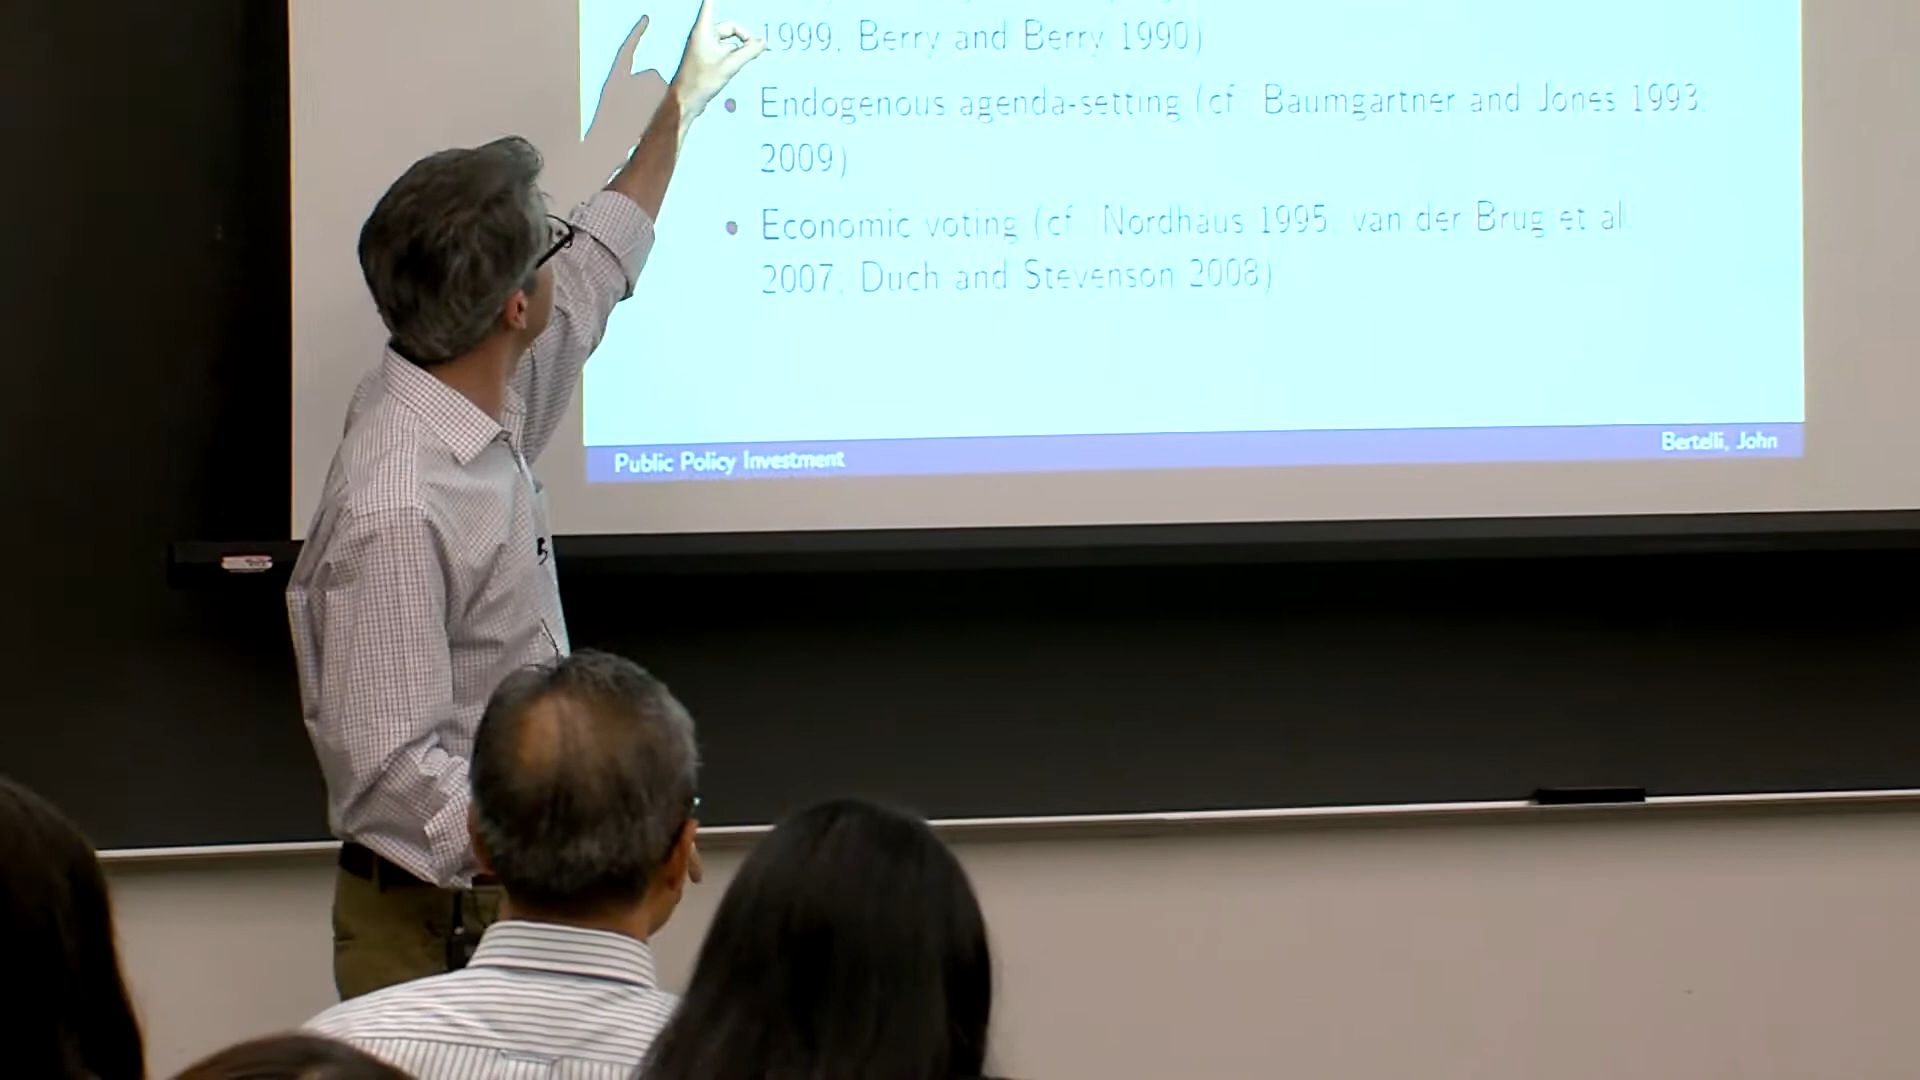 1999, Berry and Berry 1990)
Endogenous agenda-setting (cf. Baumgartner and Jones 1993,
2009)
Economic voting (cf. Nordhaus 1995, van der Brug et al.
2007; Duch and Stevenson 2008)
Public Policy Investment
Bertelli, John